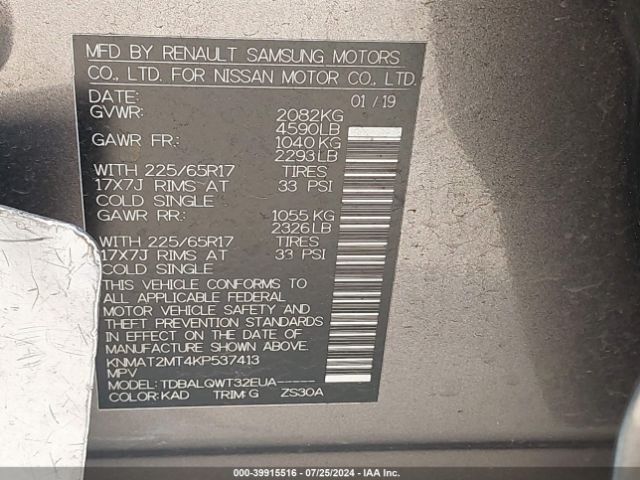 MFD BY RENAULT SAMSUNG MOTORS
CO., LTD. FOR NISSAN MOTOR CO., LTD.
DATE: 01 / 19
GVWR: 2082KG
4590LB
GAWR FR: 1040 KG
2293 LB
WITH 225/65R17 TIRES
17X7J RIMS AT 33 PSI
COLD SINGLE
GAWR RR: 1055 KG
2326 LB
WITH 225/65R17 TIRES
17X7J RIMS AT 33 PSI
COLD SINGLE
THIS VEHICLE CONFORMS TO
ALL APPLICABLE FEDERAL
MOTOR VEHICLE SAFETY AND
THEFT PREVENTION STANDARDS
IN EFFECT ON THE DATE OF
MANUFACTURE SHOWN ABOVE.
KNMAT2MT4KP537413
MPV
MODEL: TDBALQWT32EUA-----
COLOR: KAD TRIM: G ZS30A
000-39915516 / 07/25/2024 - IAA Inc.